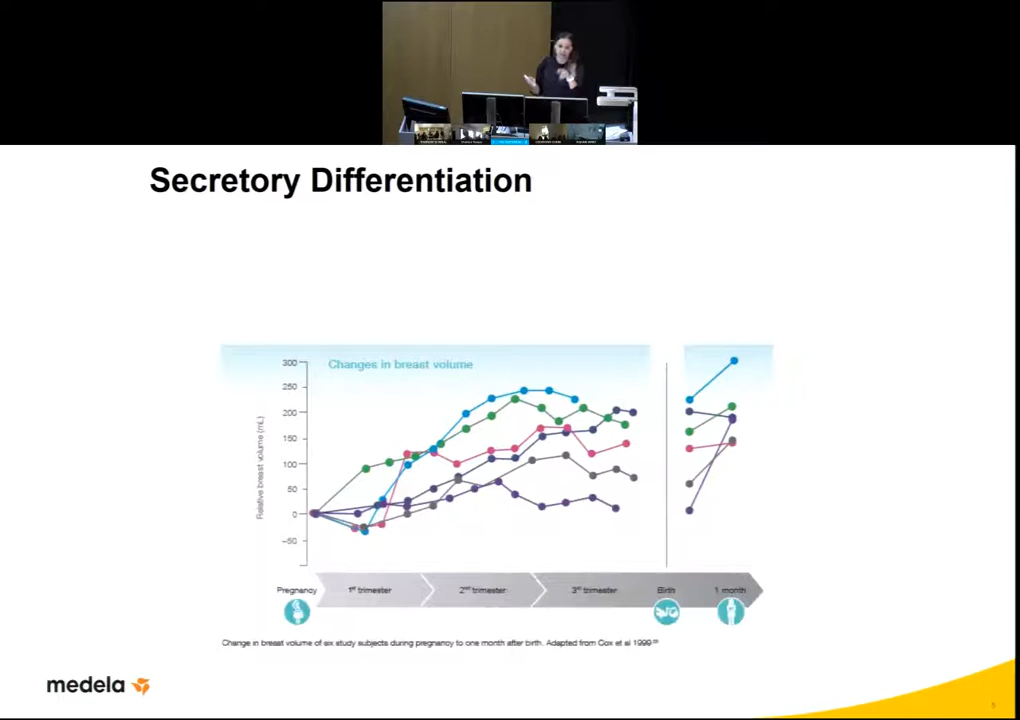 Secretory Differentiation
Changes in breast volume
Relative breast volume (mL)
300
250
200
150
100
50
0
–50
Pregnancy
1st trimester
2nd trimester
3rd trimester
Birth
1 month
Change in breast volume of six study subjects during pregnancy to one month after birth. Adapted from Cox et al 1999
medela
5